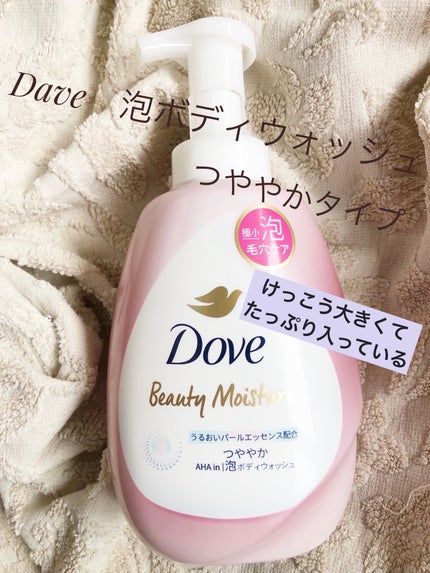 Dave 泡ボディウォッシュ
つややかタイプ
極小 泡
毛穴ケア
けっこう大きくて
たっぷり入っている
Dove
Beauty Moisture
うるおいパールエッセンス配合
つややか
AHA in|泡ボディウォッシュ